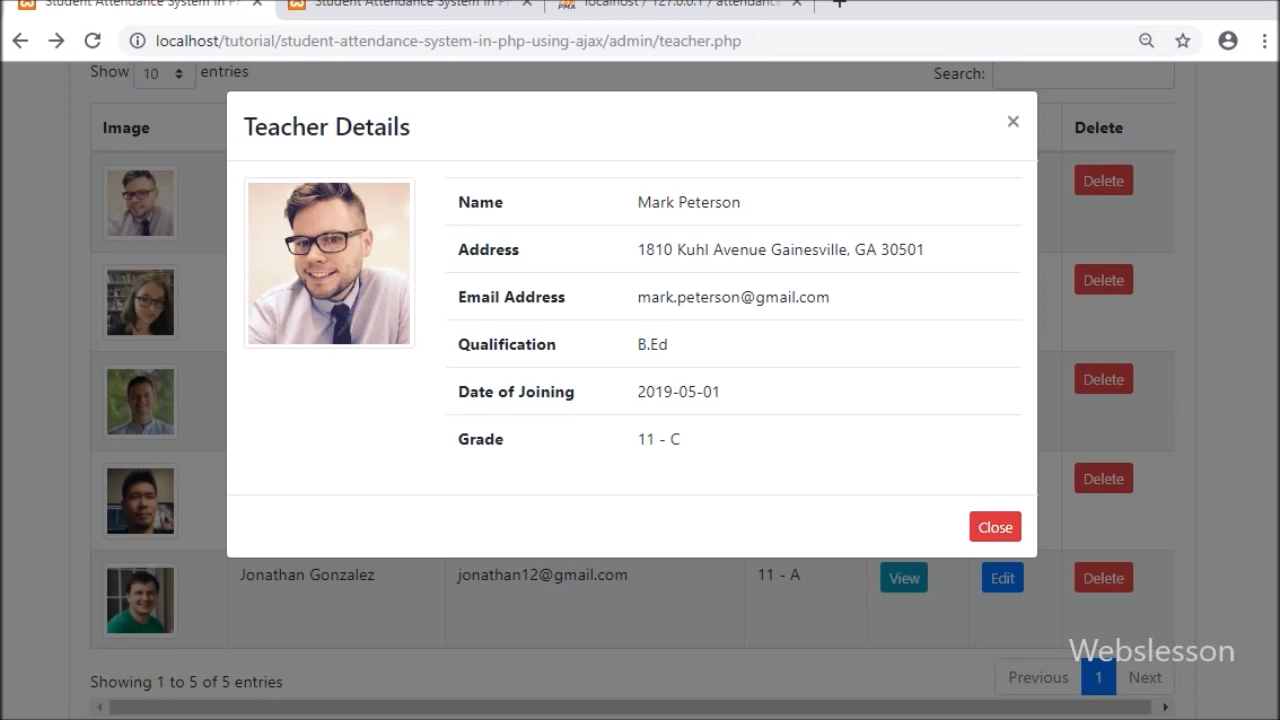 Student Attendance System in P
Student Attendance System in P
localhost / 127.0.0.1 / attendanc
localhost/tutorial/student-attendance-system-in-php-using-ajax/admin/teacher.php
Show 10 entries Search:
Image Delete
Teacher Details ×
Name Mark Peterson Delete
Address 1810 Kuhl Avenue Gainesville, GA 30501
Email Address mark.peterson@gmail.com Delete
Qualification B.Ed
Date of Joining 2019-05-01 Delete
Grade 11 - C
Delete
Close
Jonathan Gonzalez jonathan12@gmail.com 11 - A View Edit Delete
Webslesson
Showing 1 to 5 of 5 entries Previous 1 Next